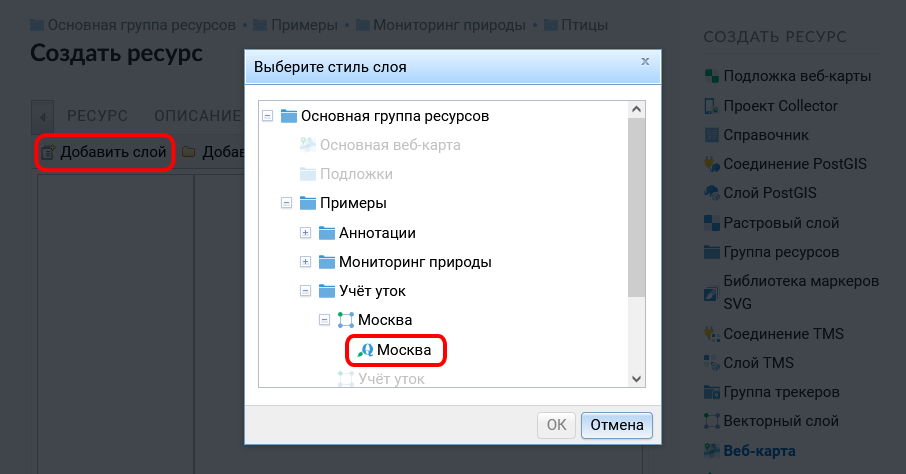 Основная группа ресурсов • Примеры • Мониторинг природы • Птицы
Создать ресурс
РЕСУРС ОПИСАНИЕ
Добавить слой Добав
Выберите стиль слоя
x
Основная группа ресурсов
Основная веб-карта
Подложки
Примеры
Аннотации
Мониторинг природы
Учёт уток
Москва
Москва
Учёт уток
ОК Отмена
СОЗДАТЬ РЕСУРС
Подложка веб-карты
Проект Collector
Справочник
Соединение PostGIS
Слой PostGIS
Растровый слой
Группа ресурсов
Библиотека маркеров
SVG
Соединение TMS
Слой TMS
Группа трекеров
Векторный слой
Веб-карта